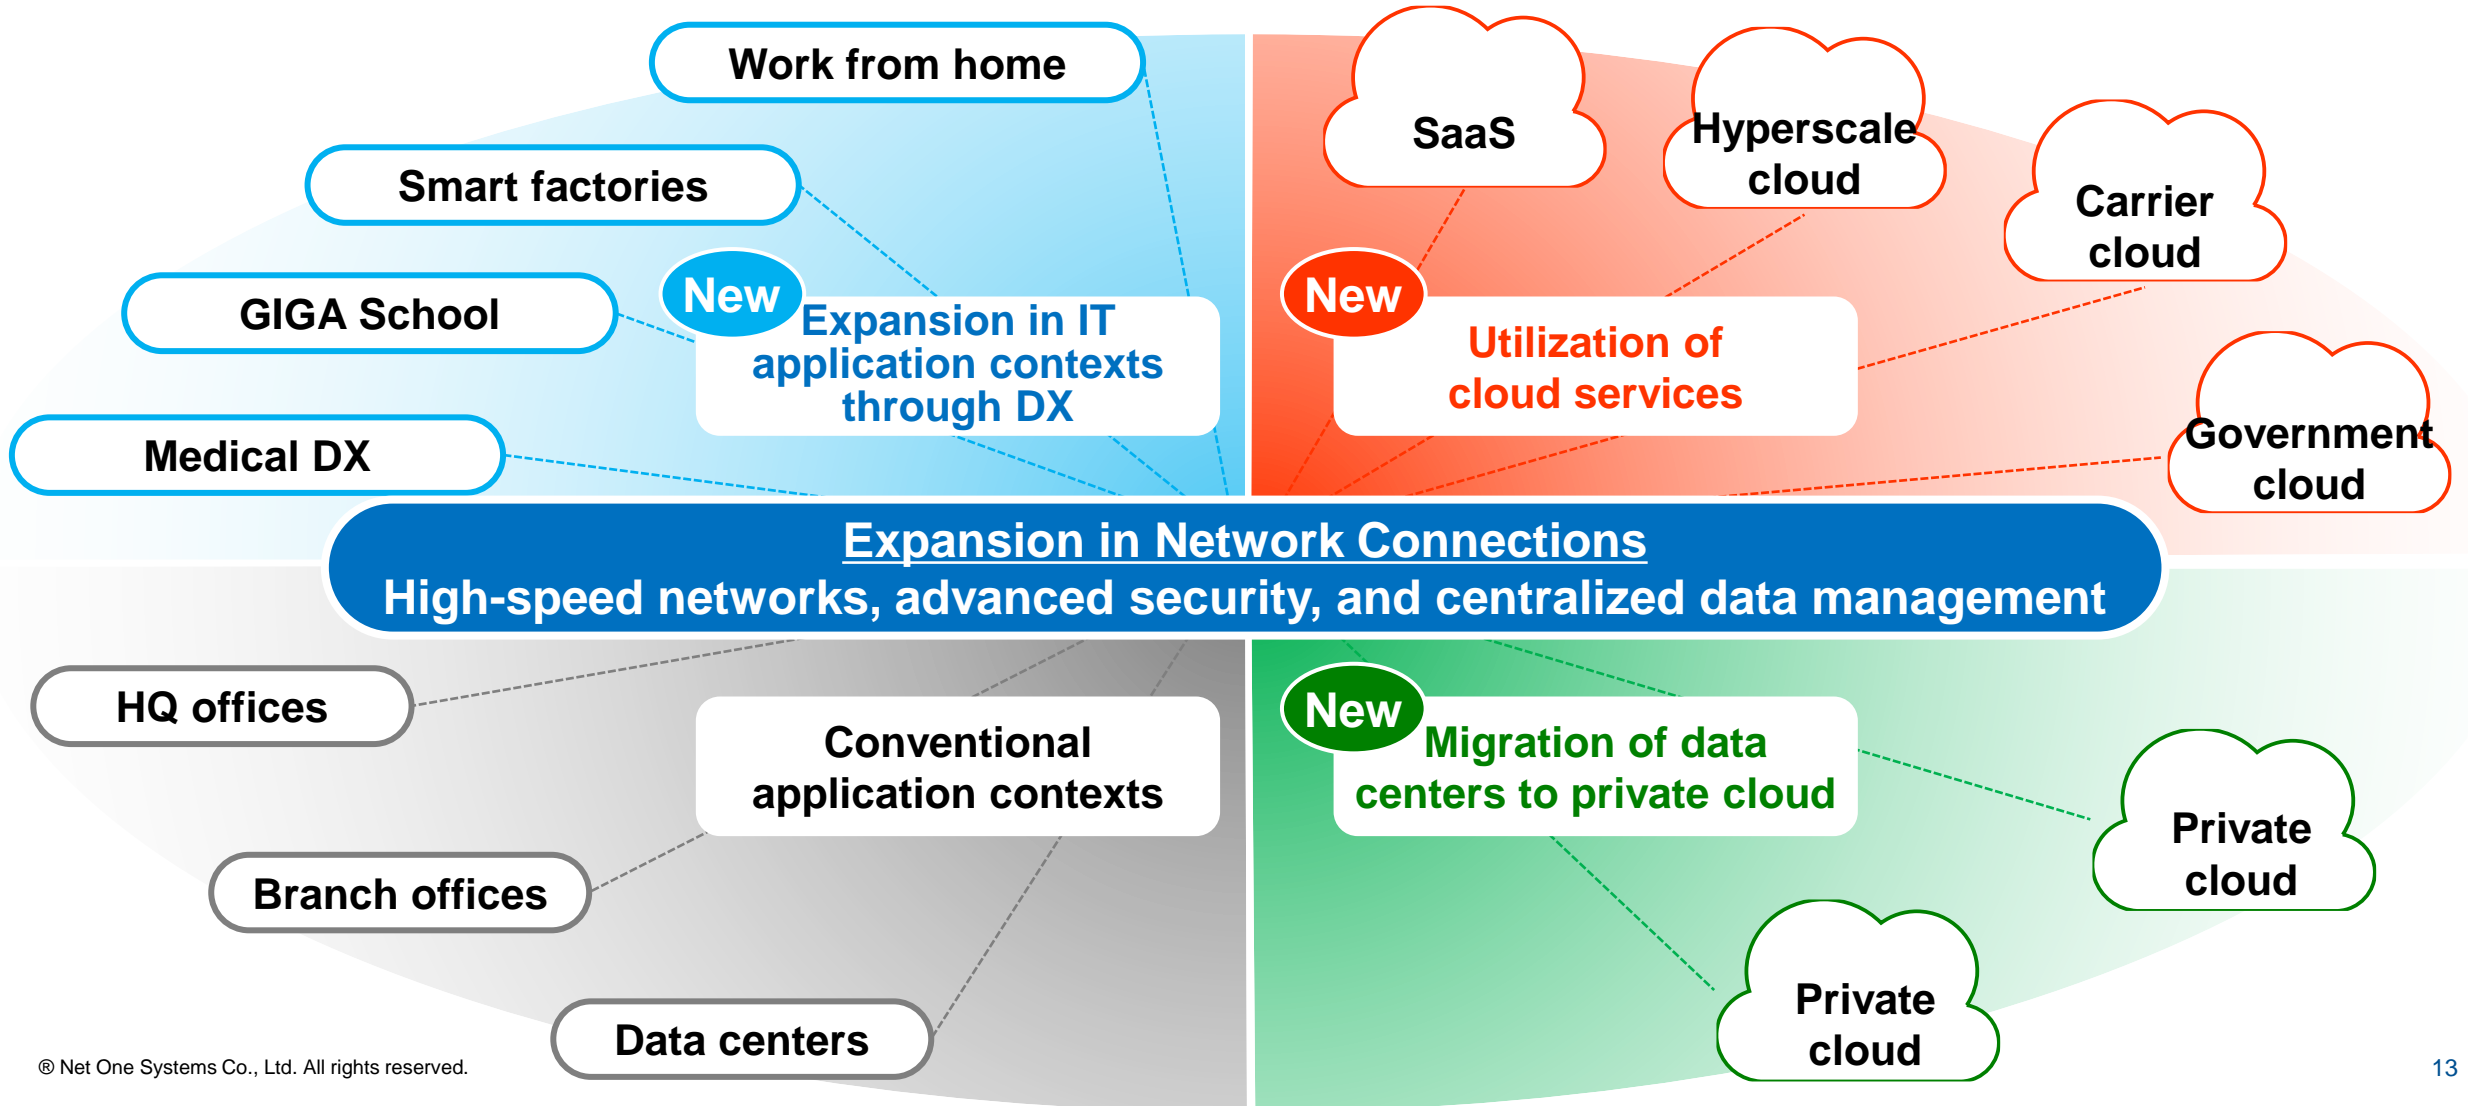 Work from home
Smart factories
GIGA School
Medical DX
New
Expansion in IT
application contexts
through DX
SaaS
Hyperscale
cloud
Carrier
cloud
Government
cloud
New
Utilization of
cloud services
Expansion in Network Connections
High-speed networks, advanced security, and centralized data management
HQ offices
Branch offices
Data centers
Conventional
application contexts
New
Migration of data
centers to private cloud
Private
cloud
Private
cloud
® Net One Systems Co., Ltd. All rights reserved.
13